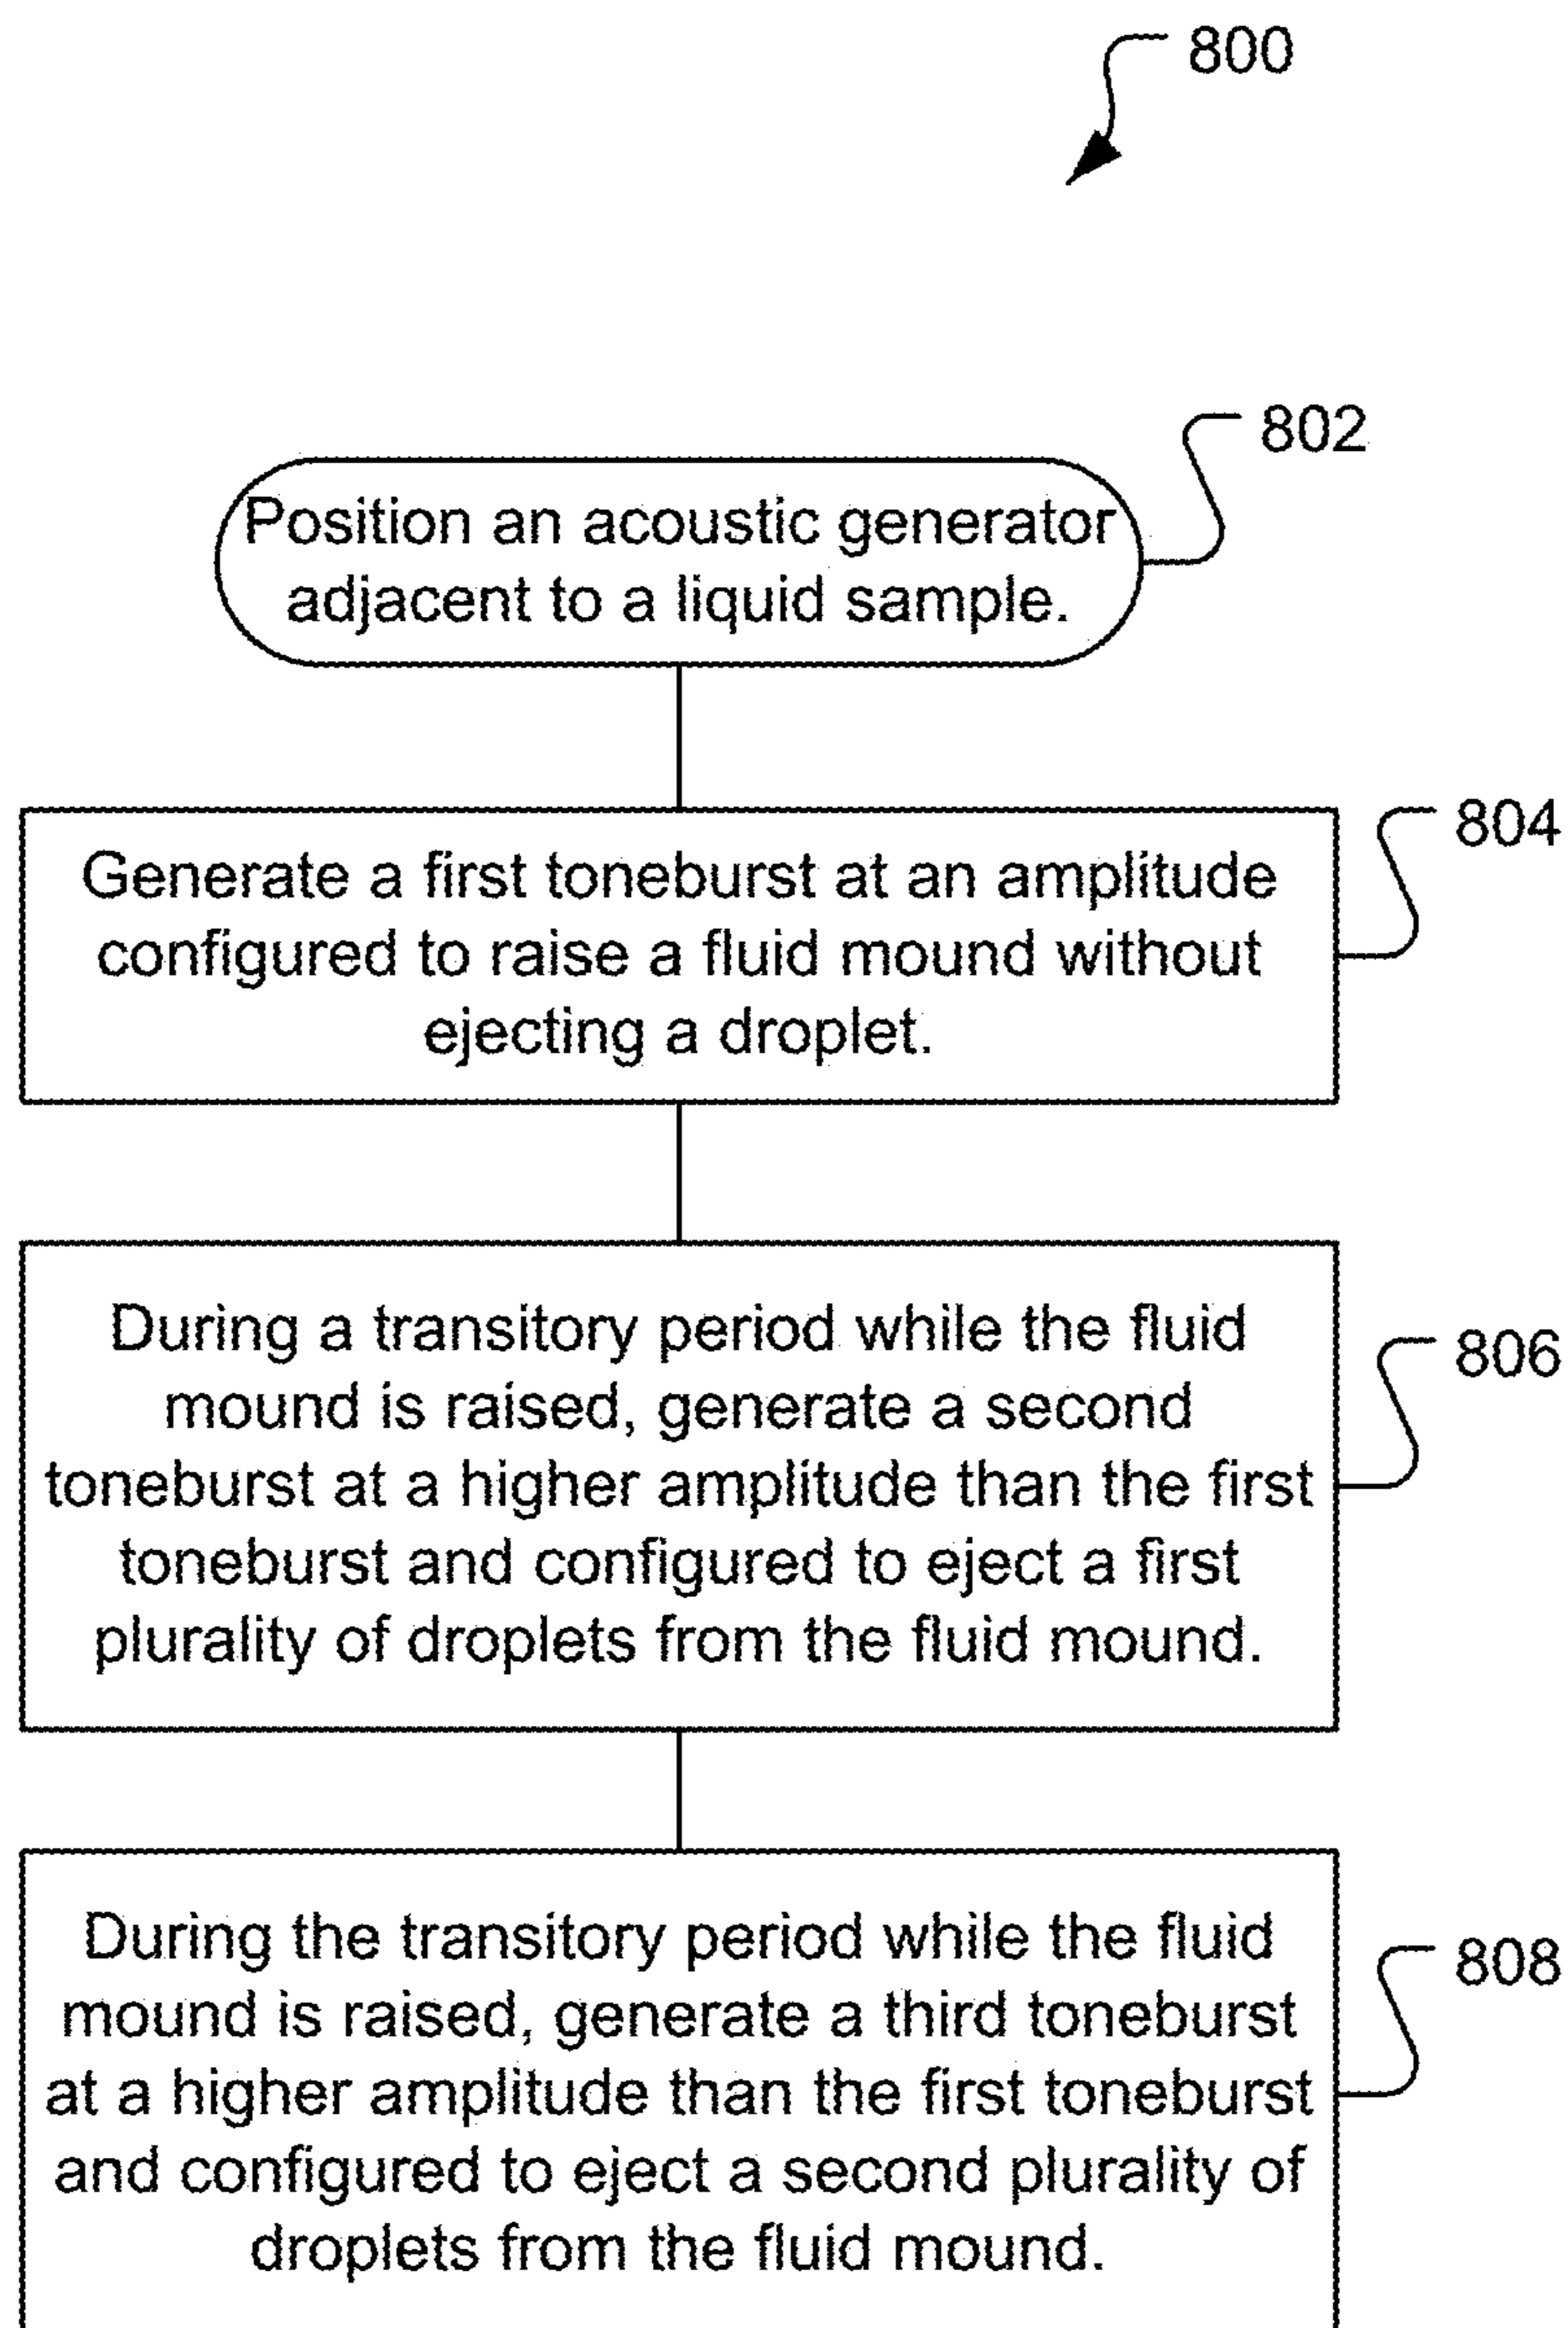 800
802
Position an acoustic generator
adjacent to a liquid sample.
804
Generate a first toneburst at an amplitude
configured to raise a fluid mound without
ejecting a droplet.
806
During a transitory period while the fluid
mound is raised, generate a second
toneburst at a higher amplitude than the first
toneburst and configured to eject a first
plurality of droplets from the fluid mound.
808
During the transitory period while the fluid
mound is raised, generate a third toneburst
at a higher amplitude than the first toneburst
and configured to eject a second plurality of
droplets from the fluid mound.